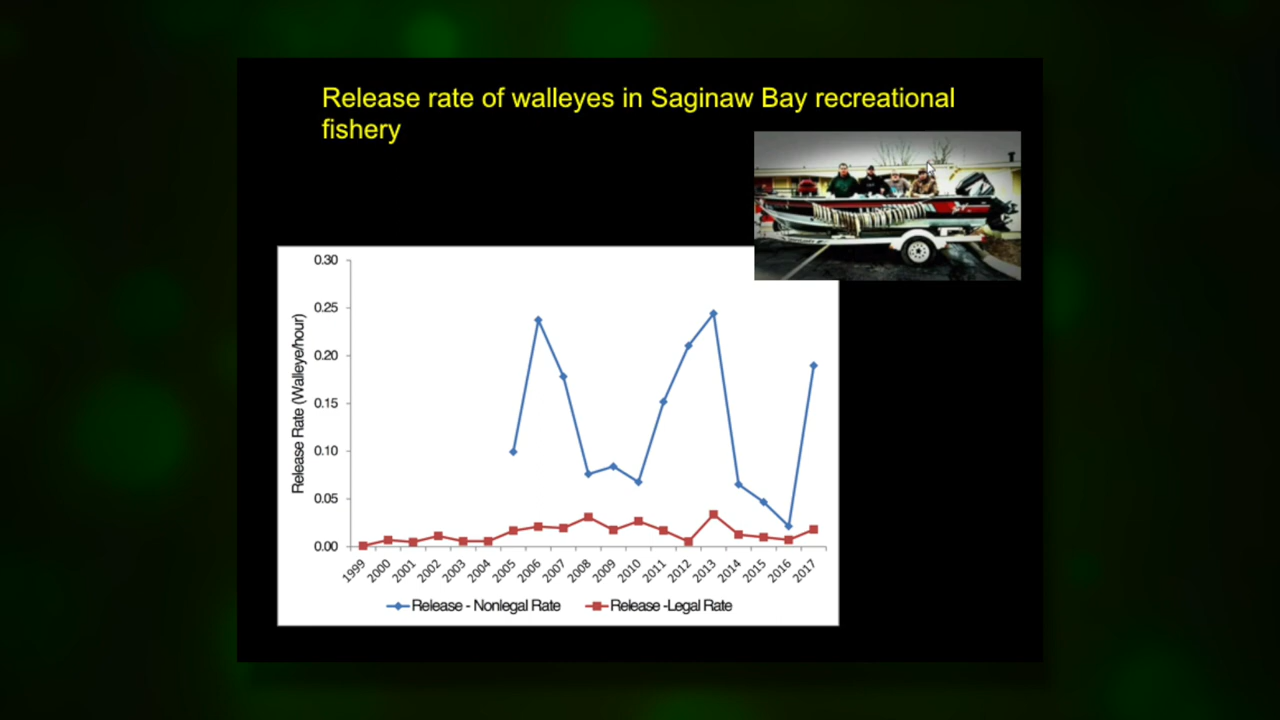 Release rate of walleyes in Saginaw Bay recreational
fishery
Release Rate (Walleye/hour)
0.30
0.25
0.20
0.15
0.10
0.05
0.00
1999 2000 2001 2002 2003 2004 2005 2006 2007 2008 2009 2010 2011 2012 2013 2014 2015 2016 2017
Release - Nonlegal Rate Release -Legal Rate